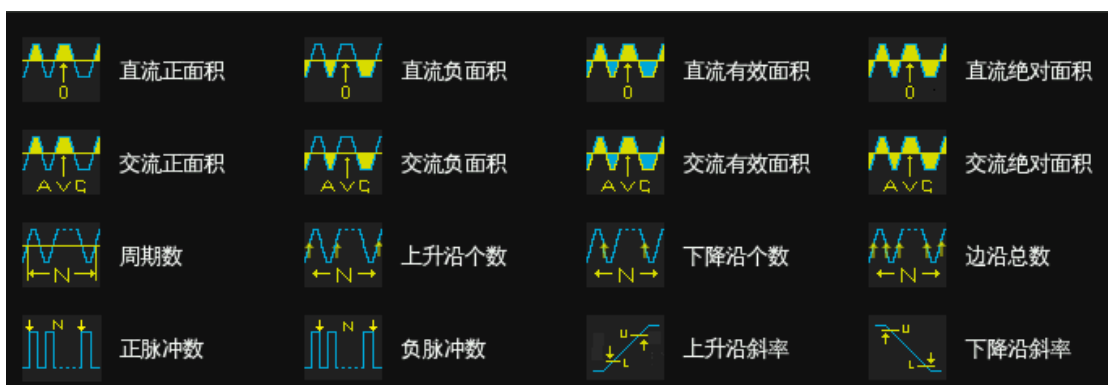 0 直流正面积 0 直流负面积 0 直流有效面积 0 直流绝对面积
AVG 交流正面积 AVG 交流负面积 AVG 交流有效面积 AVG 交流绝对面积
N 周期数 N 上升沿个数 N 下降沿个数 N 边沿总数
N 正脉冲数 N 负脉冲数 U L 上升沿斜率 U L 下降沿斜率